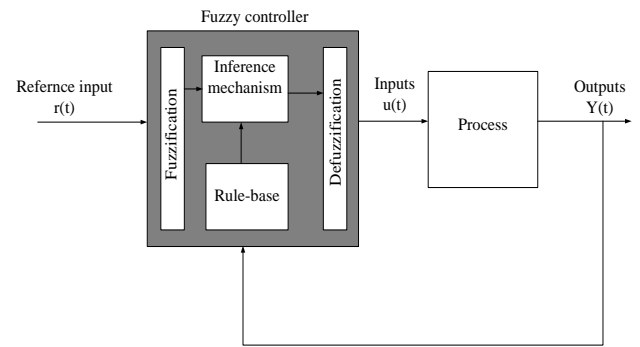 Fuzzy controller
Refernce input
r(t)
Fuzzification
Inference
mechanism
Rule-base
Defuzzification
Inputs
u(t)
Process
Outputs
Y(t)